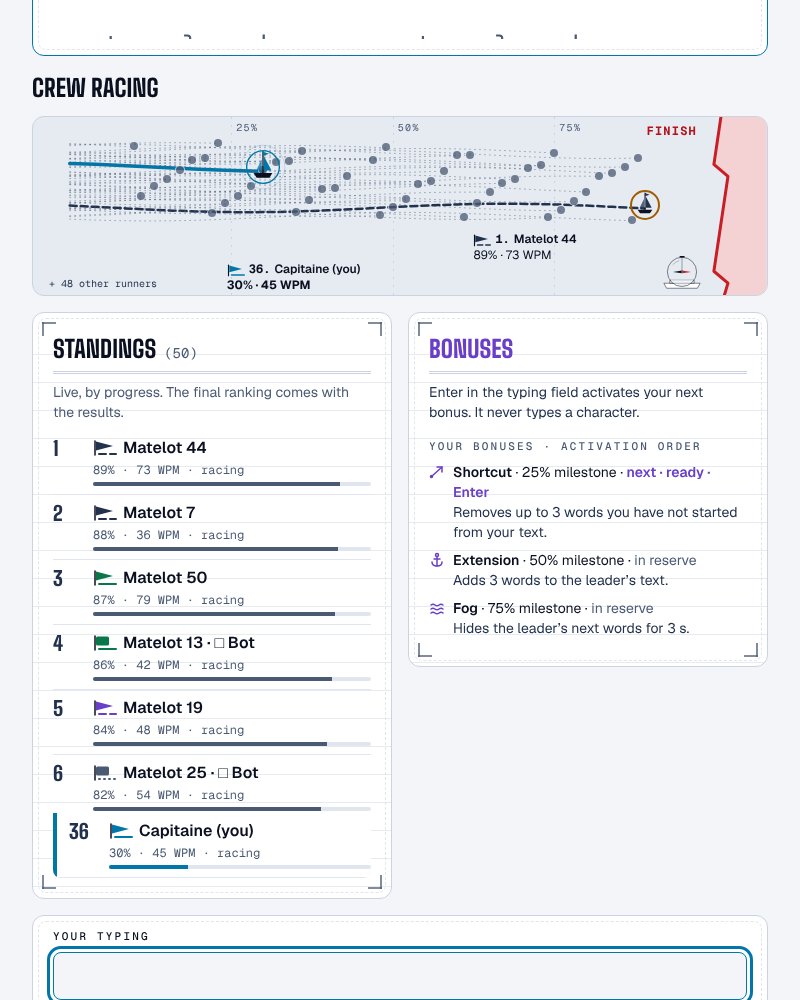 CREW RACING
25%
50%
75%
FINISH
1. Matelot 44
89% · 73 WPM
36. Capitaine (you)
30% · 45 WPM
+ 48 other runners
STANDINGS (50)
Live, by progress. The final ranking comes with
the results.
1 Matelot 44
89% · 73 WPM · racing
2 Matelot 7
88% · 36 WPM · racing
3 Matelot 50
87% · 79 WPM · racing
4 Matelot 13 · □ Bot
86% · 42 WPM · racing
5 Matelot 19
84% · 48 WPM · racing
6 Matelot 25 · □ Bot
82% · 54 WPM · racing
36 Capitaine (you)
30% · 45 WPM · racing
BONUSES
Enter in the typing field activates your next
bonus. It never types a character.
YOUR BONUSES · ACTIVATION ORDER
Shortcut · 25% milestone · next · ready ·
Enter
Removes up to 3 words you have not started
from your text.
Extension · 50% milestone · in reserve
Adds 3 words to the leader’s text.
Fog · 75% milestone · in reserve
Hides the leader’s next words for 3 s.
YOUR TYPING